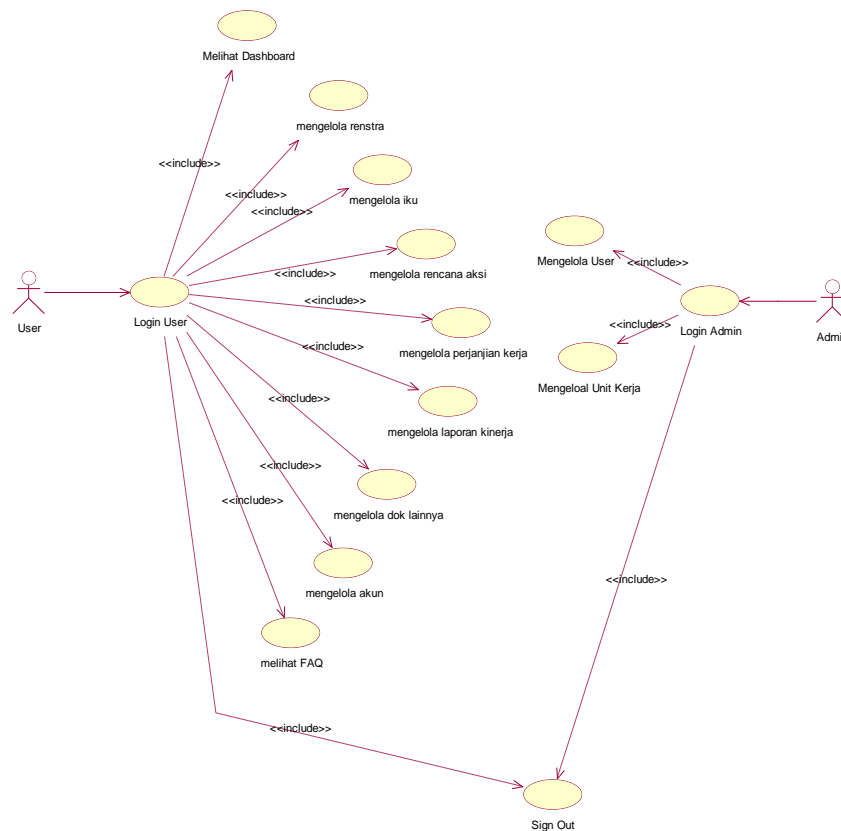 Melihat Dashboard
mengelola renstra
<<include>>
<<include>>
mengelola iku
<<include>>
mengelola rencana aksi
Mengelola User
<<include>>
<<include>>
<<include>>
User
Login User
mengelola perjanjian kerja
<<include>>
Login Admin
Admi
Mengeloal Unit Kerja
<<include>>
mengelola laporan kinerja
<<include>>
mengelola dok lainnya
<<include>>
<<include>>
mengelola akun
<<include>>
melihat FAQ
<<include>>
<<include>>
Sign Out